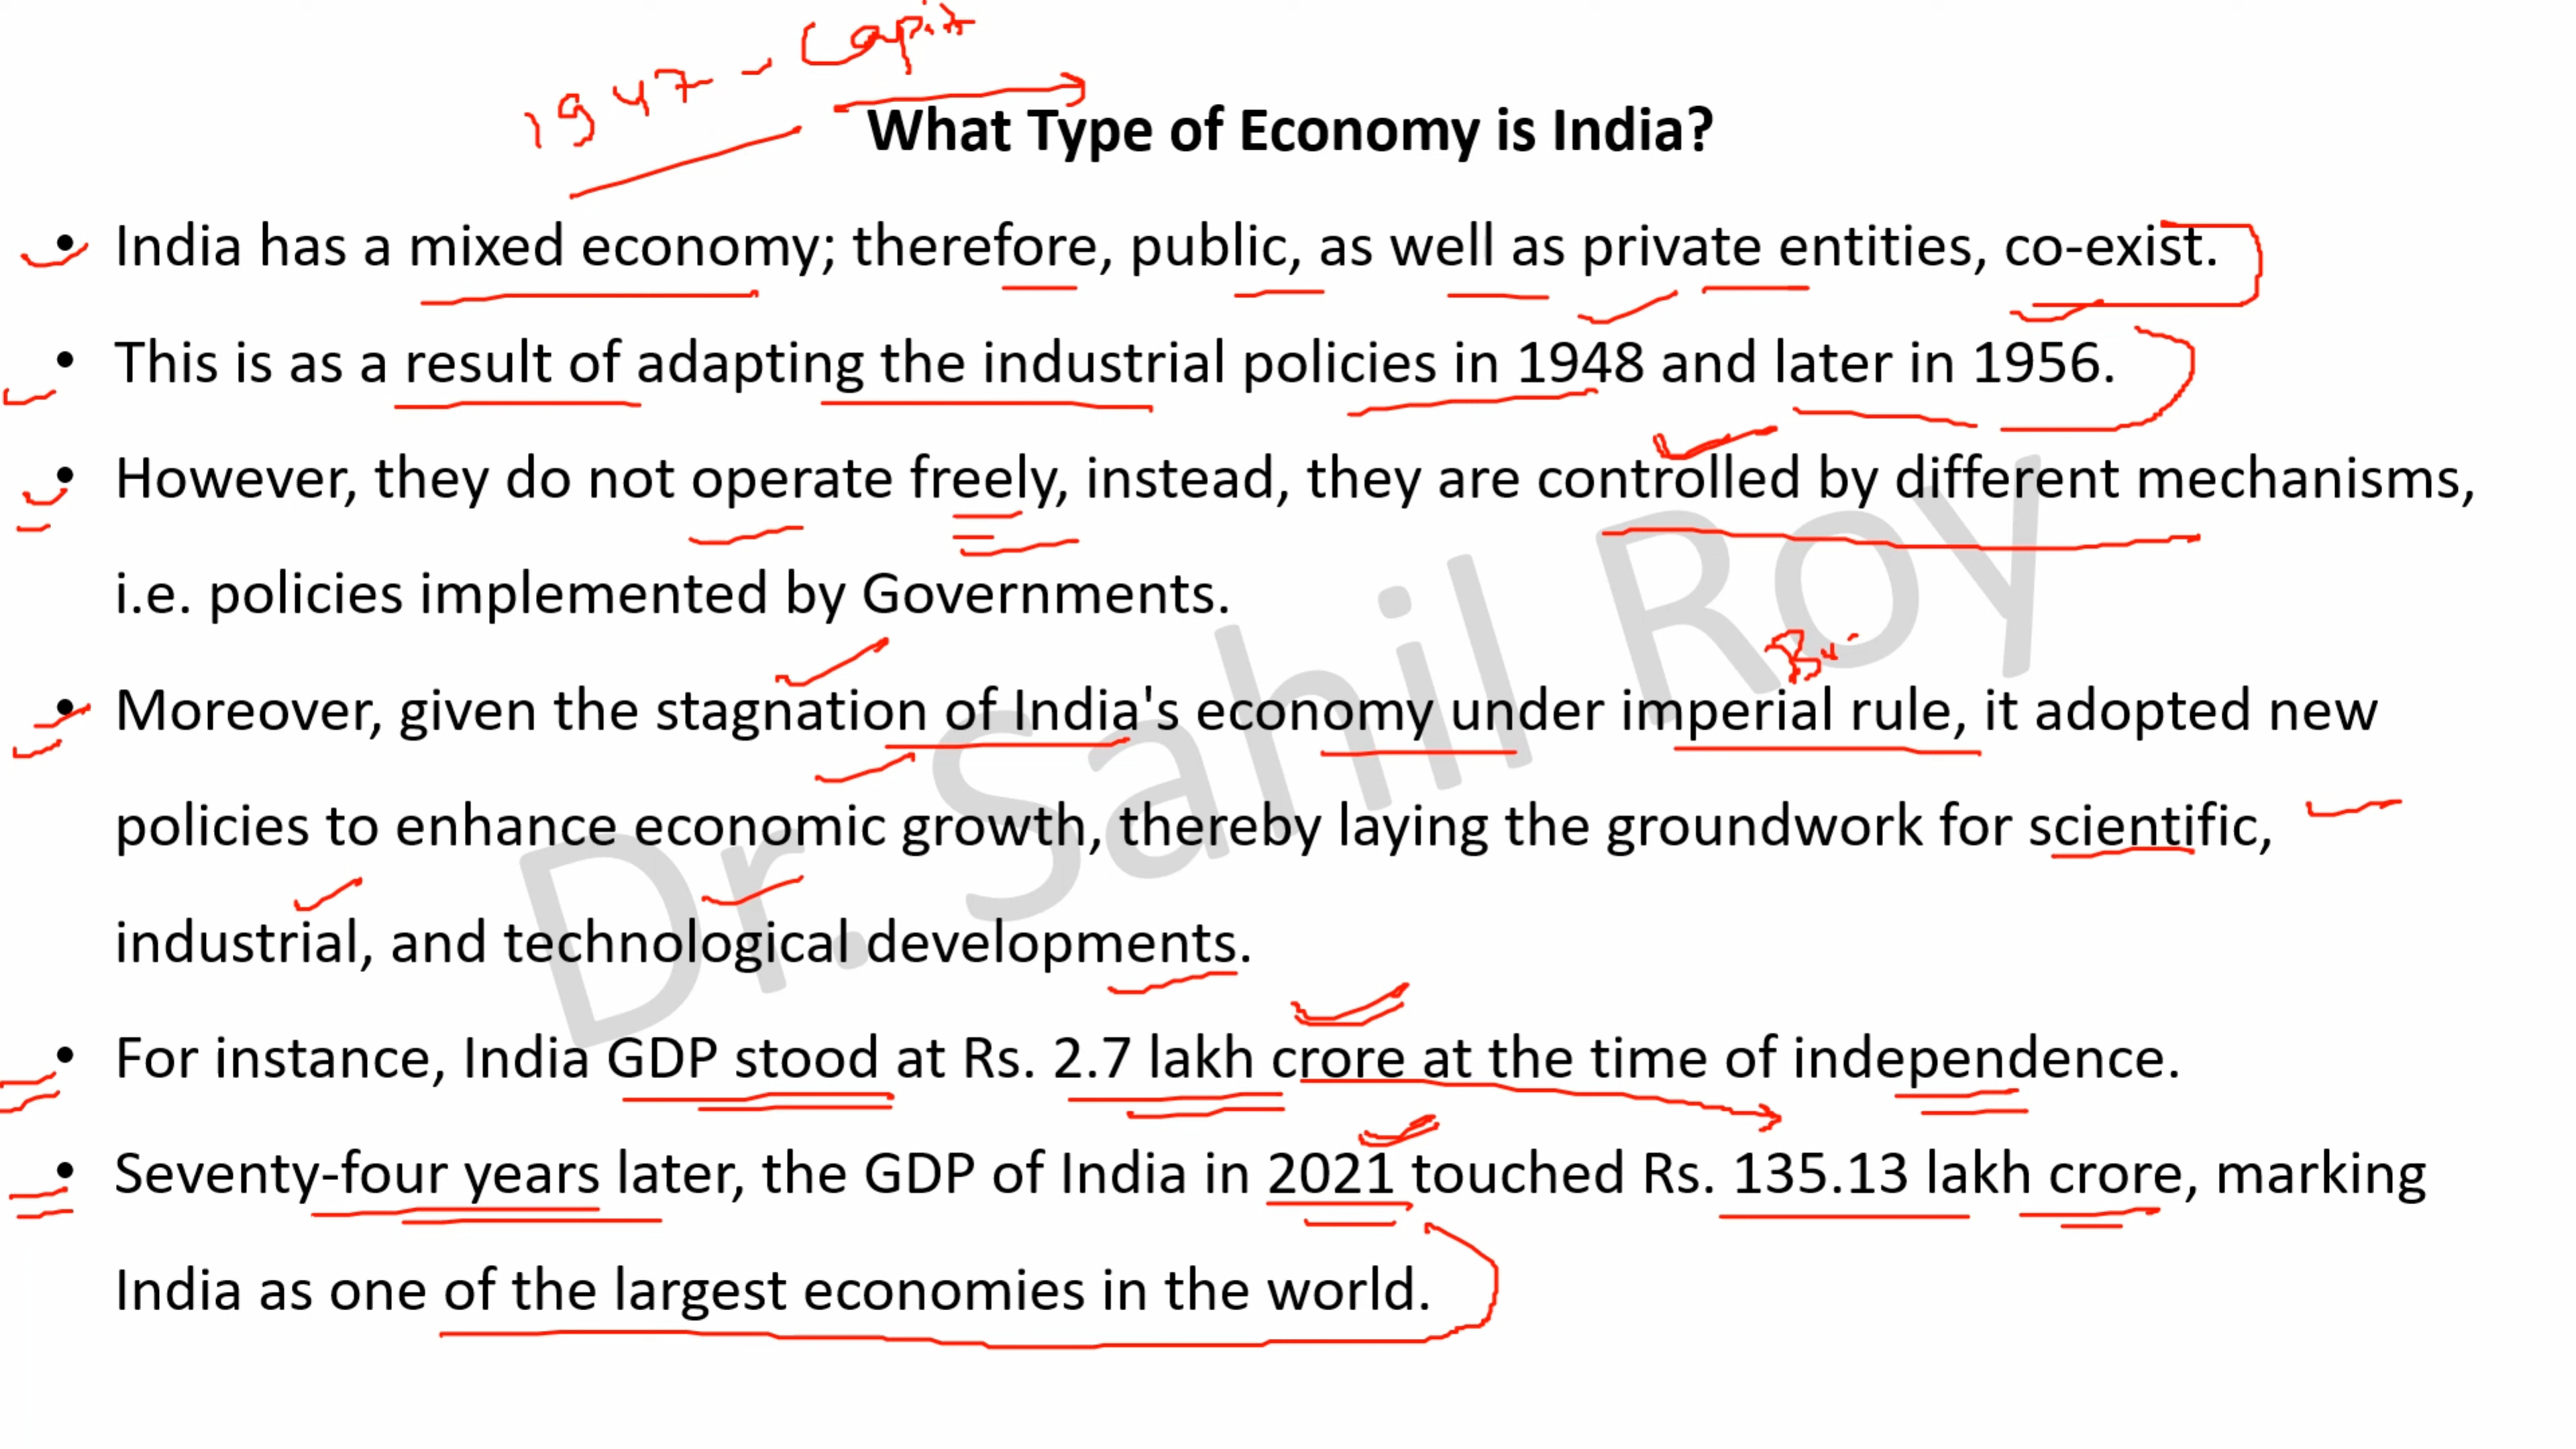 1947 - Capit
What Type of Economy is India?
• India has a mixed economy; therefore, public, as well as private entities, co-exist.
• This is as a result of adapting the industrial policies in 1948 and later in 1956.
• However, they do not operate freely, instead, they are controlled by different mechanisms,
i.e. policies implemented by Governments.
• Moreover, given the stagnation of India's economy under imperial rule, it adopted new
policies to enhance economic growth, thereby laying the groundwork for scientific,
industrial, and technological developments.
• For instance, India GDP stood at Rs. 2.7 lakh crore at the time of independence.
• Seventy-four years later, the GDP of India in 2021 touched Rs. 135.13 lakh crore, marking
India as one of the largest economies in the world.
Dr. Sahil Roy